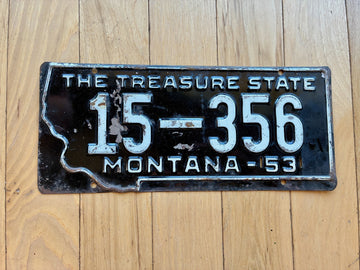 THE TREASURE STATE
15-356
MONTANA-53